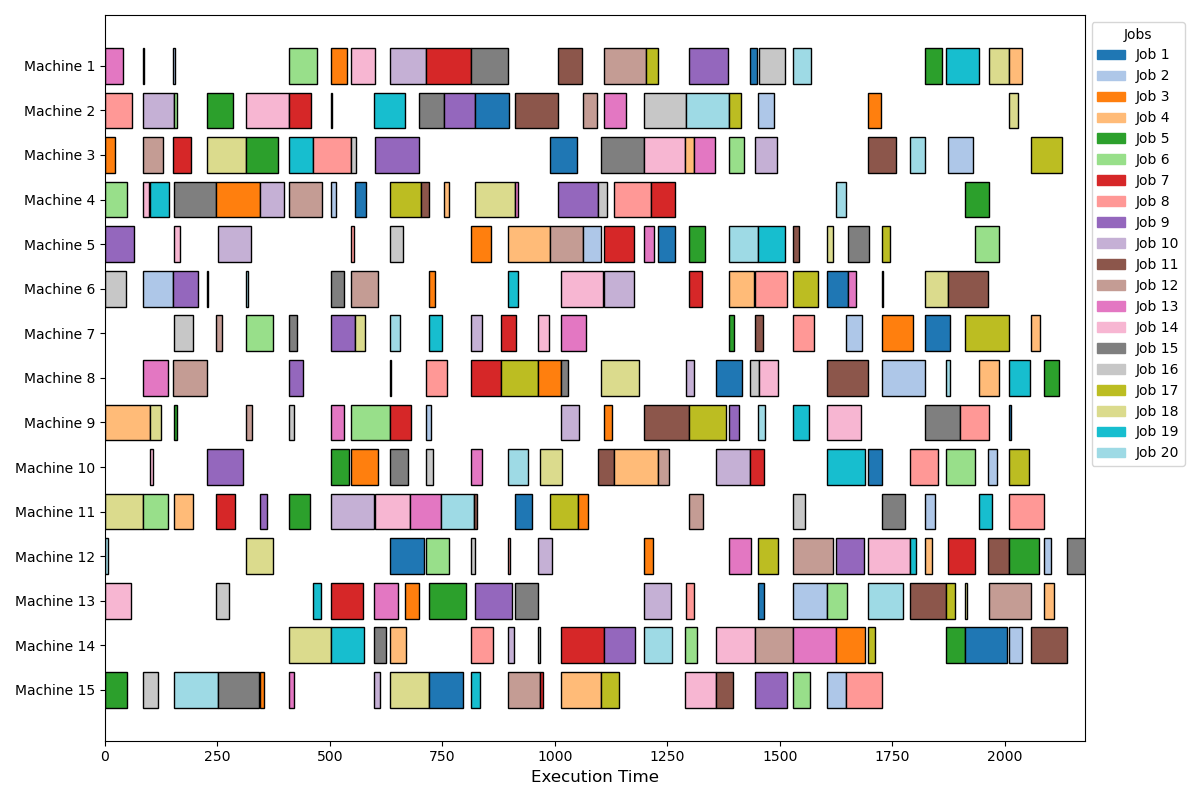 Machine 1
Machine 2
Machine 3
Machine 4
Machine 5
Machine 6
Machine 7
Machine 8
Machine 9
Machine 10
Machine 11
Machine 12
Machine 13
Machine 14
Machine 15
0 250 500 750 1000 1250 1500 1750 2000
Execution Time
Jobs
Job 1
Job 2
Job 3
Job 4
Job 5
Job 6
Job 7
Job 8
Job 9
Job 10
Job 11
Job 12
Job 13
Job 14
Job 15
Job 16
Job 17
Job 18
Job 19
Job 20